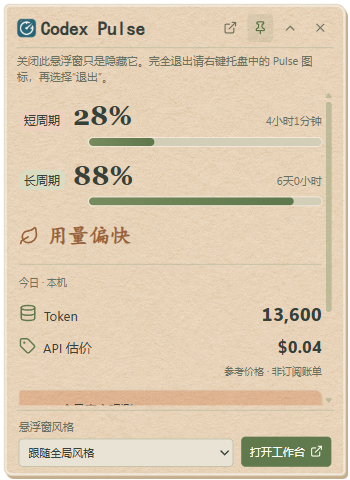 Codex Pulse
关闭此悬浮窗只是隐藏它。完全退出请右键托盘中的 Pulse 图
标，再选择“退出”。
短周期 28% 4小时1分钟
长周期 88% 6天0小时
用量偏快
今日 · 本机
Token 13,600
API 估价 $0.04
参考价格 · 非订阅账单
悬浮窗风格
跟随全局风格 打开工作台